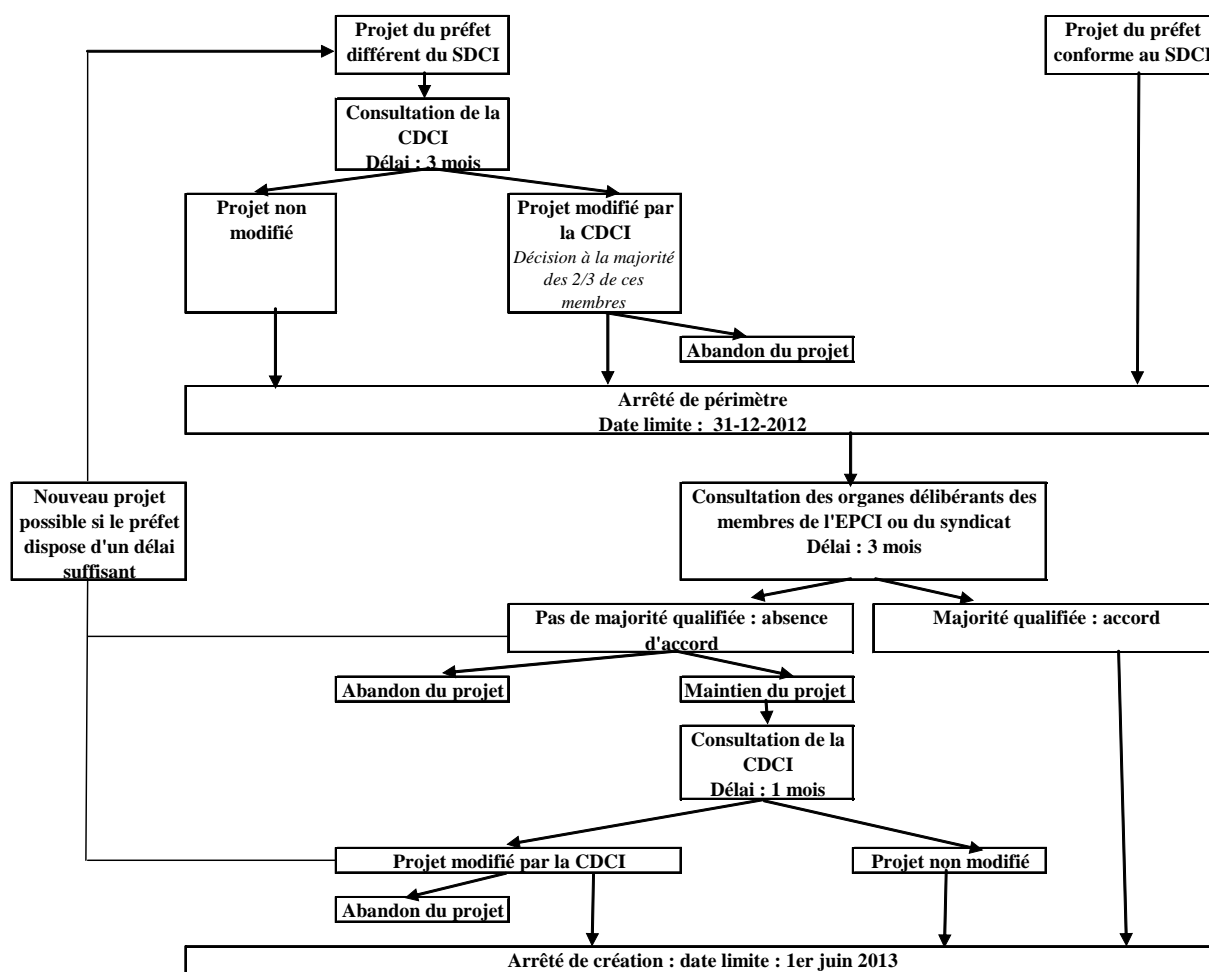 Projet du préfet
différent du SDCI
Projet du préfet
conforme au SDCI
Consultation de la
CDCI
Délai : 3 mois
Projet non
modifié
Projet modifié par
la CDCI
Décision à la majorité
des 2/3 de ces
membres
Abandon du projet
Arrêté de périmètre
Date limite : 31-12-2012
Nouveau projet
possible si le préfet
dispose d'un délai
suffisant
Consultation des organes délibérants des
membres de l'EPCI ou du syndicat
Délai : 3 mois
Pas de majorité qualifiée : absence
d'accord
Majorité qualifiée : accord
Abandon du projet
Maintien du projet
Consultation de la
CDCI
Délai : 1 mois
Projet modifié par la CDCI
Projet non modifié
Abandon du projet
Arrêté de création : date limite : 1er juin 2013